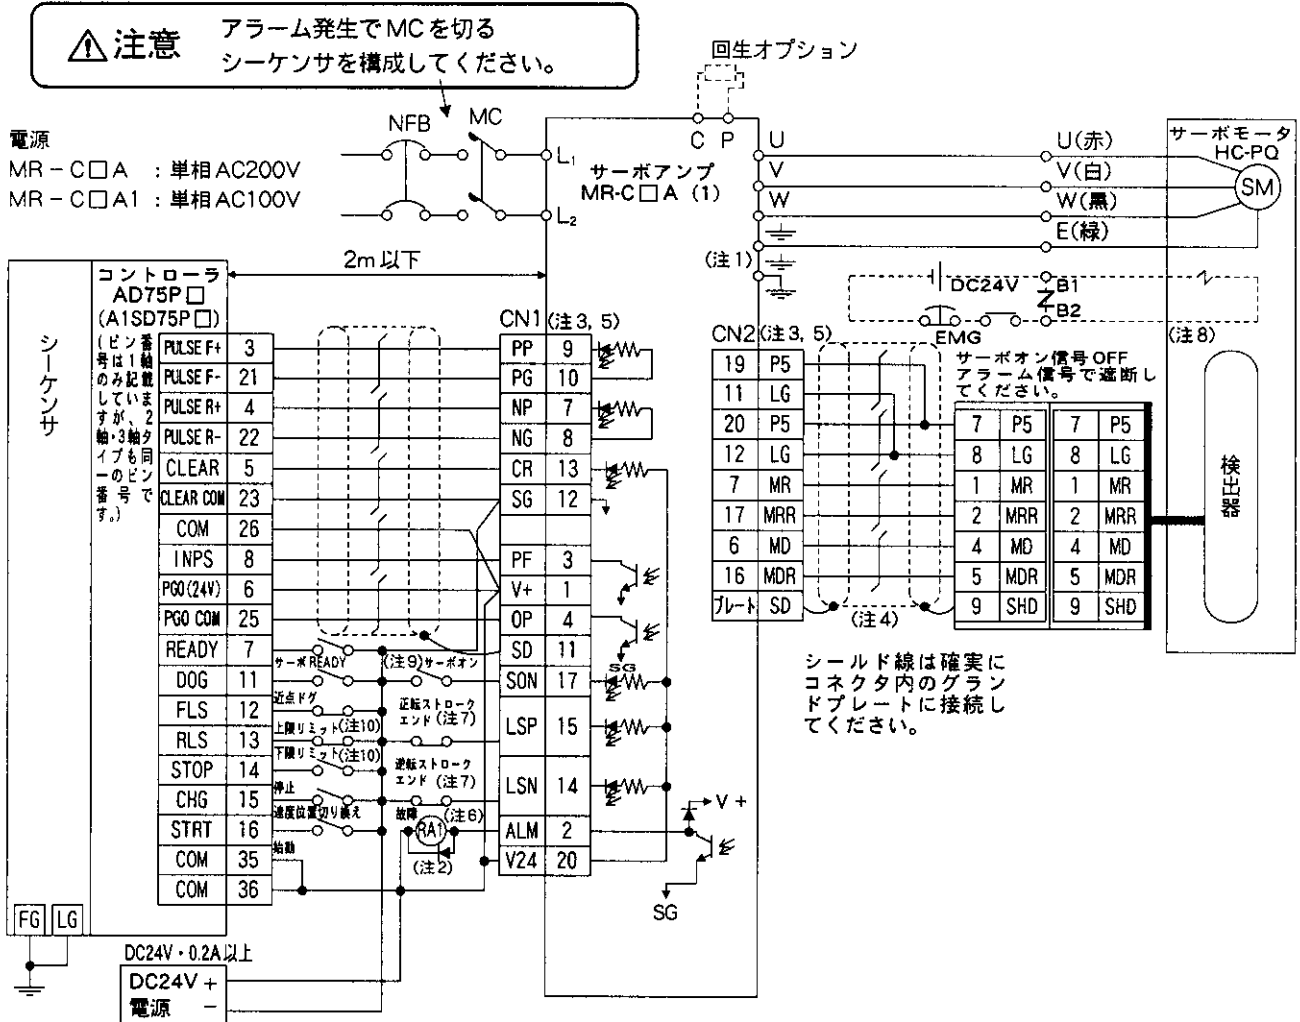 注意
アラーム発生でMCを切る
シーケンサを構成してください。
回生オプション
電源
MR－C□A ：単相AC200V
MR－C□A1 ：単相AC100V
NFB
MC
L1
L2
C P
サーボアンプ
MR-C□A (1)
U
V
W
(注1)
U(赤)
V(白)
W(黒)
E(緑)
サーボモータ
HC-PQ
SM
2m以下
DC24V
B1
B2
EMG
サーボオン信号OFF
アラーム信号で遮断し
てください。
(注8)
検出器
シーケンサ
コントローラ
AD75P□
(A1SD75P□)
(ピン番
号は1軸
のみ記載
していま
すが、2
軸・3軸タ
イプも同
一のピン
番号で
す。)
PULSE F+ 3
PULSE F- 21
PULSE R+ 4
PULSE R- 22
CLEAR 5
CLEAR COM 23
COM 26
INPS 8
PGO(24V) 6
PGO COM 25
READY 7
DOG 11
FLS 12
RLS 13
STOP 14
CHG 15
STRT 16
COM 35
COM 36
サーボREADY
近点ドグ
上限リミット(注10)
下限リミット(注10)
停止
速度位置切り換え
始動
(注9)サーボオン
正転ストローク
エンド(注7)
逆転ストローク
エンド(注7)
故障
(注6)
RA1
(注2)
CN1(注3, 5)
PP 9
PG 10
NP 7
NG 8
CR 13
SG 12
PF 3
V+ 1
OP 4
SD 11
SON 17
LSP 15
LSN 14
ALM 2
V24 20
SG
V+
SG
CN2(注3, 5)
19 P5
11 LG
20 P5
12 LG
7 MR
17 MRR
6 MD
16 MDR
プレート SD
(注4)
7 P5 7 P5
8 LG 8 LG
1 MR 1 MR
2 MRR 2 MRR
4 MD 4 MD
5 MDR 5 MDR
9 SHD 9 SHD
シールド線は確実に
コネクタ内のグラン
ドプレートに接続し
てください。
FG LG
DC24V・0.2A以上
DC24V +
電源 −